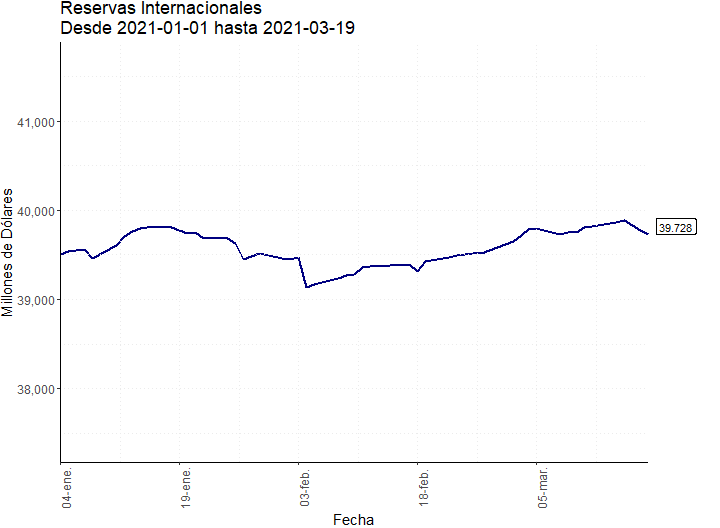 Reservas Internacionales
Desde 2021-01-01 hasta 2021-03-19
Millones de Dólares
41,000
40,000
39,000
38,000
39.728
04-ene.
19-ene.
03-feb.
18-feb.
05-mar.
Fecha